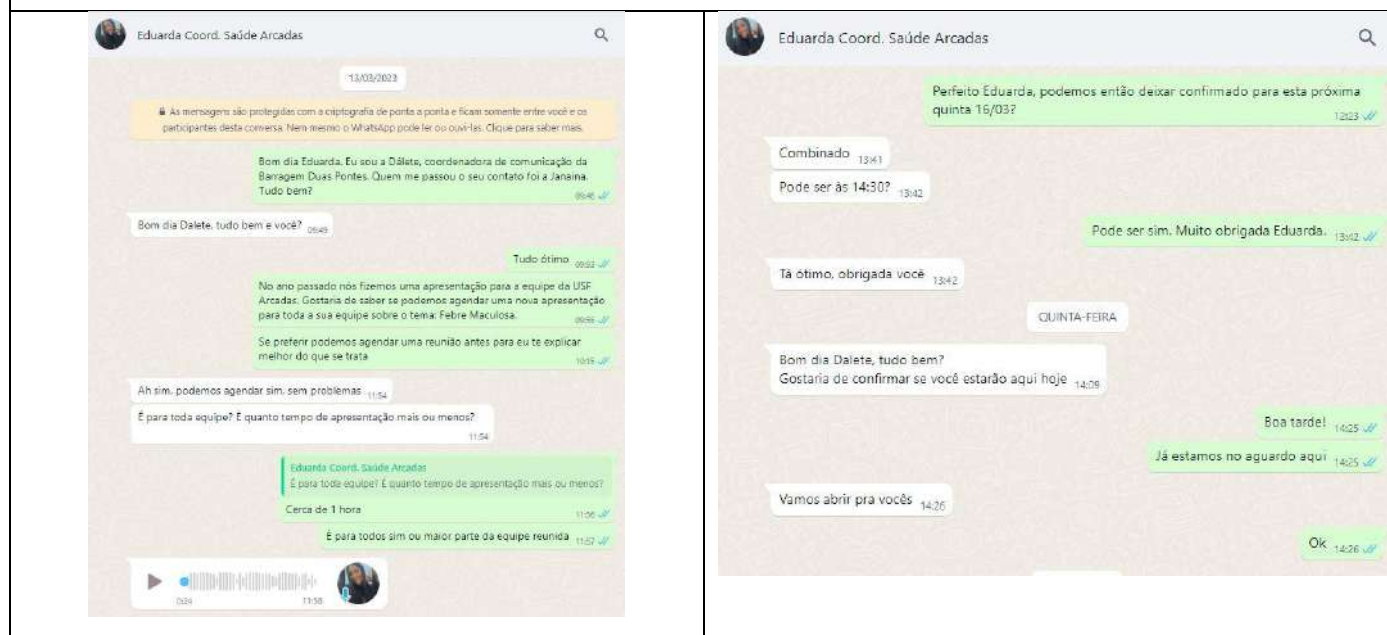 Eduarda Coord. Saúde Arcadas
13/03/2023
As mensagens são protegidas com a criptografia de ponta a ponta e ficam somente entre você e os
participantes desta conversa. Nem mesmo o WhatsApp pode ler ou ouvi-las. Clique para saber mais.
Bom dia Eduarda. Eu sou a Dálete, coordenadora de comunicação da
Barragem Duas Pontes. Quem me passou o seu contato foi a Janaina.
Tudo bem?
09:46
Bom dia Dalete, tudo bem e você? 09:49
Tudo ótimo 09:53
No ano passado nós fizemos uma apresentação para a equipe da USF
Arcadas. Gostaria de saber se podemos agendar uma nova apresentação
para toda a sua equipe sobre o tema: Febre Maculosa.
Se preferir podemos agendar uma reunião antes para eu te explicar
melhor do que se trata
10:15
Ah sim, podemos agendar sim, sem problemas 11:54
É para toda equipe? E quanto tempo de apresentação mais ou menos?
11:54
Eduarda Coord. Saúde Arcadas
É para toda equipe? E quanto tempo de apresentação mais ou menos?
Cerca de 1 hora 11:56
É para todos sim ou maior parte da equipe reunida 11:57
11:58
Eduarda Coord. Saúde Arcadas
Perfeito Eduarda, podemos então deixar confirmado para esta próxima
quinta 16/03?
12:23
Combinado 13:41
Pode ser às 14:30? 13:42
Pode ser sim. Muito obrigada Eduarda. 13:42
Tá ótimo, obrigada você 13:42
QUINTA-FEIRA
Bom dia Dalete, tudo bem?
Gostaria de confirmar se você estarão aqui hoje 14:09
Boa tarde! 14:25
Já estamos no aguardo aqui 14:25
Vamos abrir pra vocês 14:26
Ok 14:26